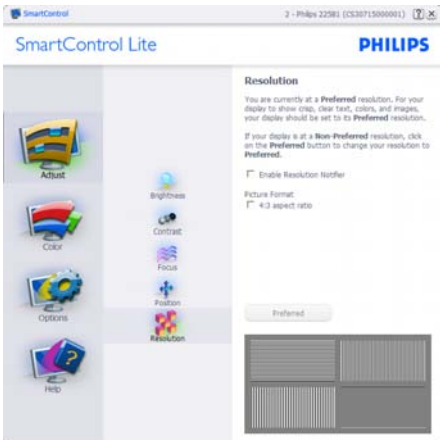 SmartControl
2 - Philips 225B1 (CS30715000001)
SmartControl Lite
PHILIPS
Adjust
Color
Options
Help
Brightness
Contrast
Focus
Position
Resolution
Resolution
You are currently at a Preferred resolution. For your
display to show crisp, clear text, colors, and images,
your display should be set to its Preferred resolution.
If your display is at a Non-Preferred resolution, click
on the Preferred button to change your resolution to
Preferred.
Enable Resolution Notifier
Picture Format
4:3 aspect ratio
Preferred